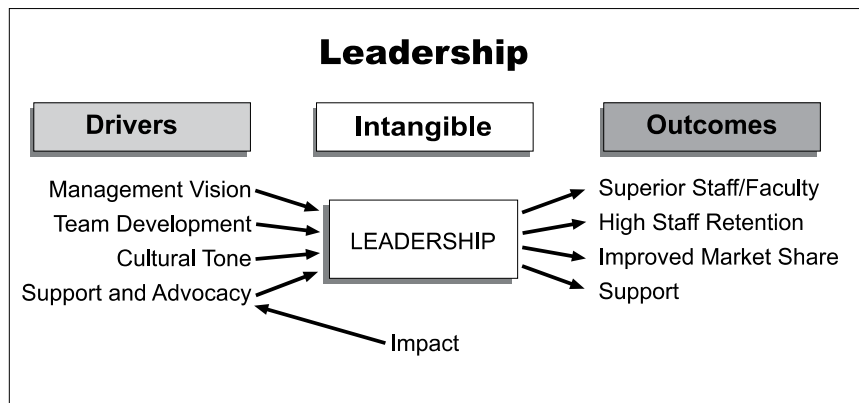 Leadership
Drivers
Intangible
Outcomes
Management Vision
Team Development
Cultural Tone
Support and Advocacy
LEADERSHIP
Superior Staff/Faculty
High Staff Retention
Improved Market Share
Support
Impact